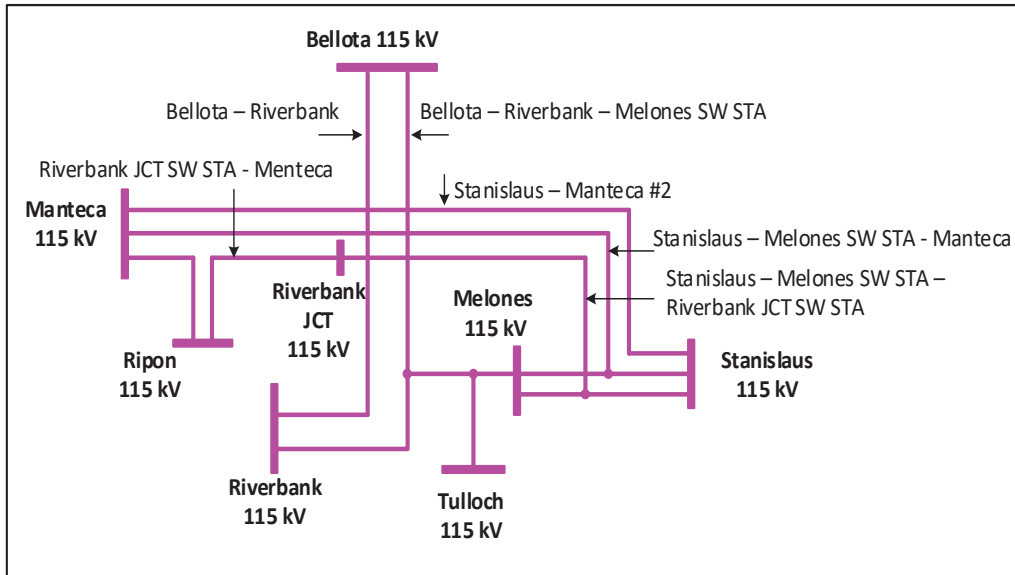 Bellota 115 kV
Bellota – Riverbank
Bellota – Riverbank – Melones SW STA
Riverbank JCT SW STA - Menteca
Stanislaus – Manteca #2
Manteca
115 kV
Stanislaus – Melones SW STA - Manteca
Stanislaus – Melones SW STA –
Riverbank JCT SW STA
Riverbank
JCT
115 kV
Melones
115 kV
Ripon
115 kV
Stanislaus
115 kV
Riverbank
115 kV
Tulloch
115 kV